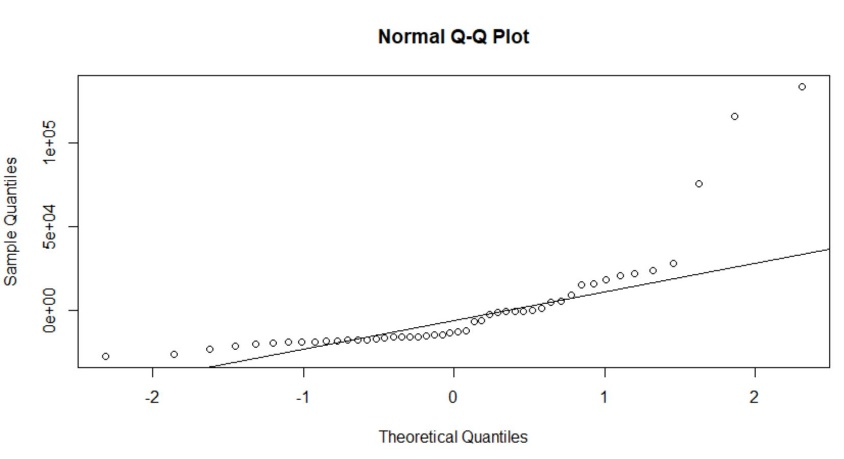 Normal Q-Q Plot
Sample Quantiles
1e+05
5e+04
0e+00
-2
-1
0
1
2
Theoretical Quantiles